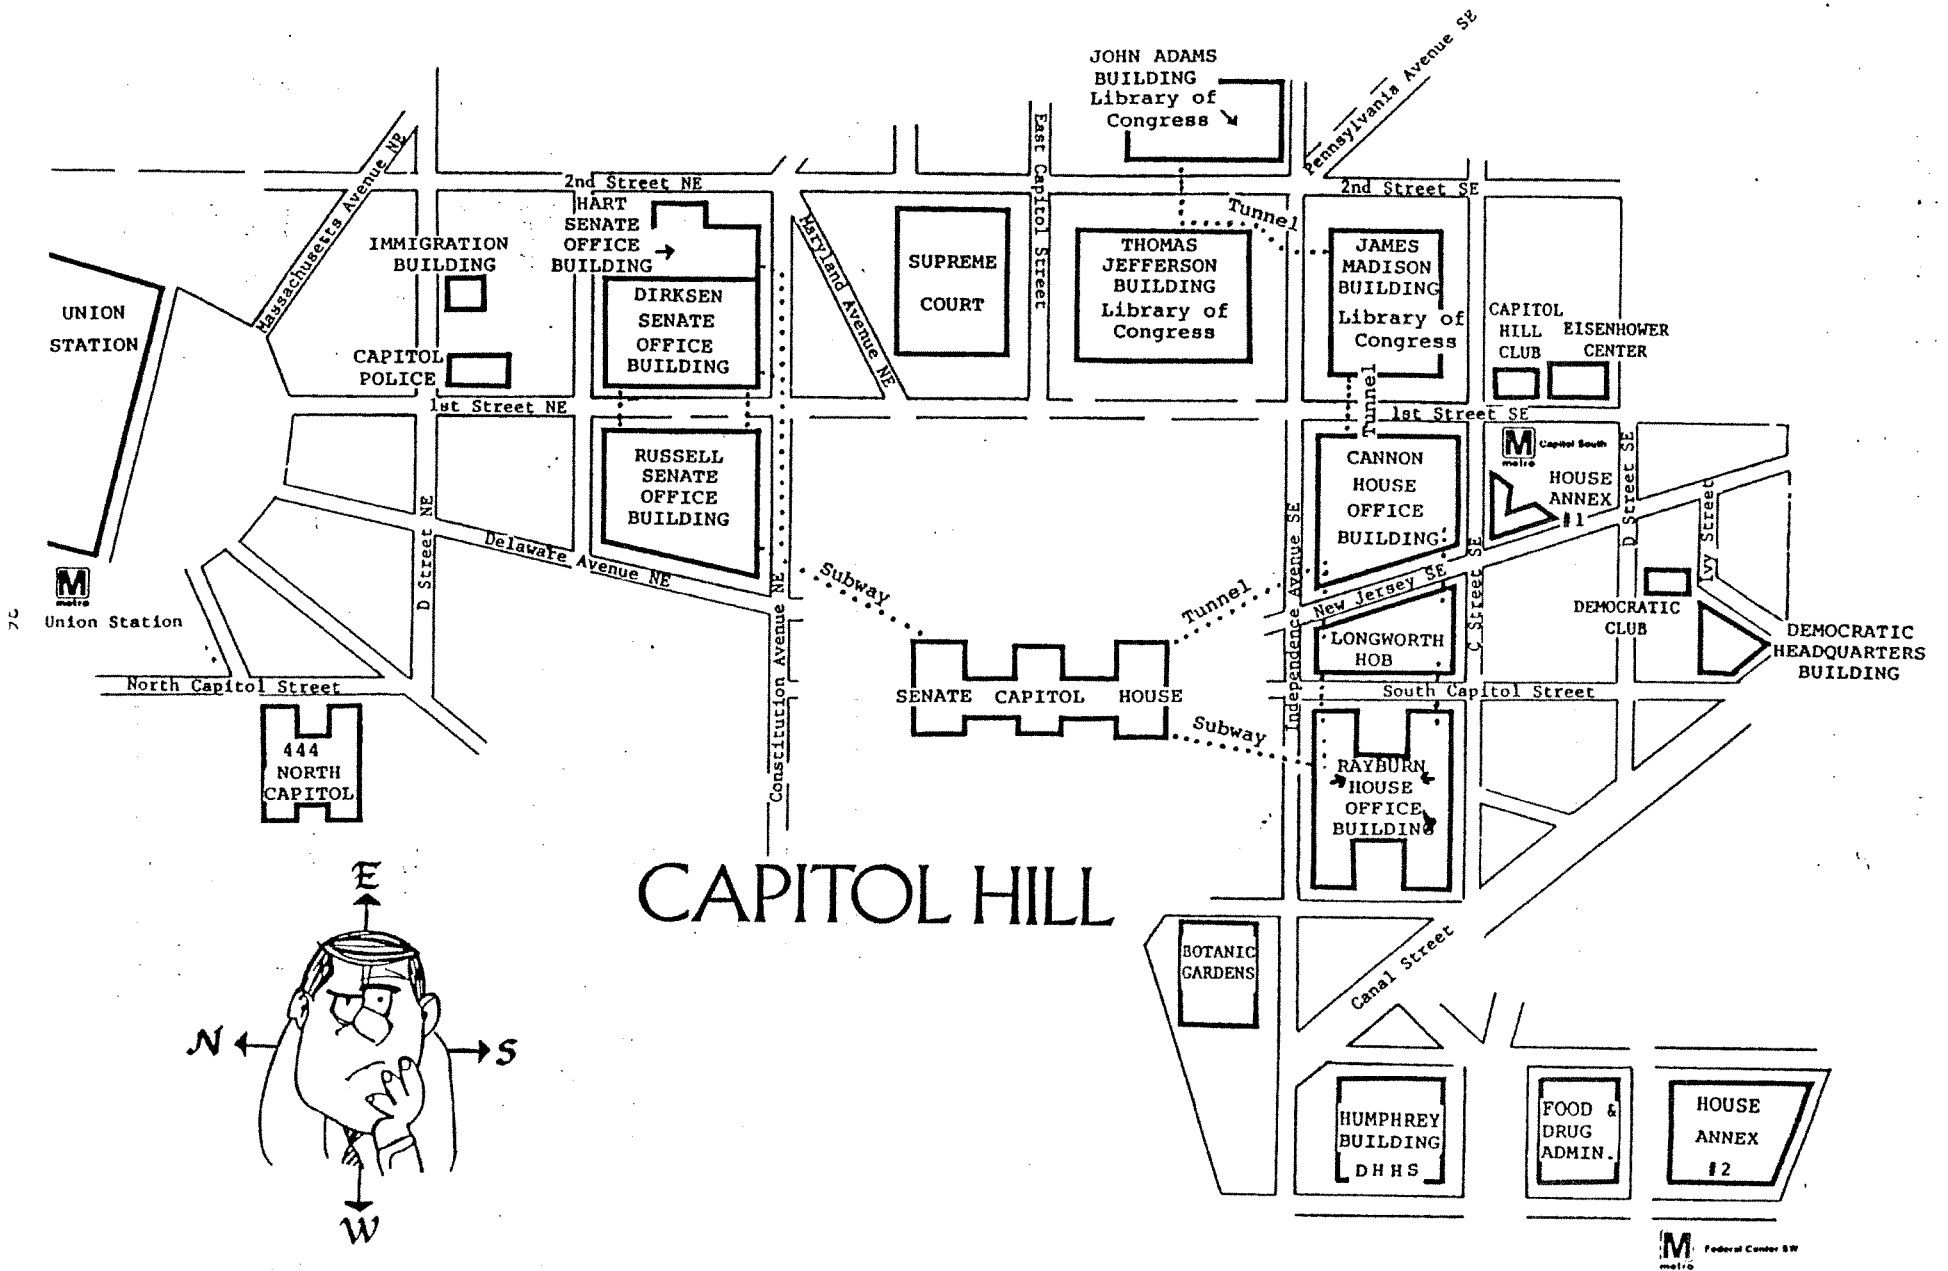 JOHN ADAMS
BUILDING
Library of
Congress
Pennsylvania Avenue SE
East Capitol Street
Massachusetts Avenue NE
2nd Street NE
2nd Street SE
HART
SENATE
OFFICE
BUILDING
Tunnel
Maryland Avenue NE
IMMIGRATION
BUILDING
UNION
STATION
DIRKSEN
SENATE
OFFICE
BUILDING
SUPREME
COURT
THOMAS
JEFFERSON
BUILDING
Library of
Congress
JAMES
MADISON
BUILDING
Library of
Congress
CAPITOL
HILL
CLUB
EISENHOWER
CENTER
CAPITOL
POLICE
Tunnel
1st Street NE
1st Street SE
M
metro
Capitol South
RUSSELL
SENATE
OFFICE
BUILDING
CANNON
HOUSE
OFFICE
BUILDING
HOUSE
ANNEX
#1
D Street SE
Ivy Street
D Street NE
Delaware Avenue NE
Constitution Avenue NE
Independence Avenue SE
New Jersey SE
C Street SE
M
metro
Union Station
26
Subway
Tunnel
LONGWORTH
HOB
DEMOCRATIC
CLUB
DEMOCRATIC
HEADQUARTERS
BUILDING
North Capitol Street
SENATE CAPITOL HOUSE
South Capitol Street
Subway
444
NORTH
CAPITOL
RAYBURN
HOUSE
OFFICE
BUILDING
CAPITOL HILL
E
N
S
W
BOTANIC
GARDENS
Canal Street
HUMPHREY
BUILDING
DHHS
FOOD &
DRUG
ADMIN.
HOUSE
ANNEX
#2
M
metro
Federal Center SW